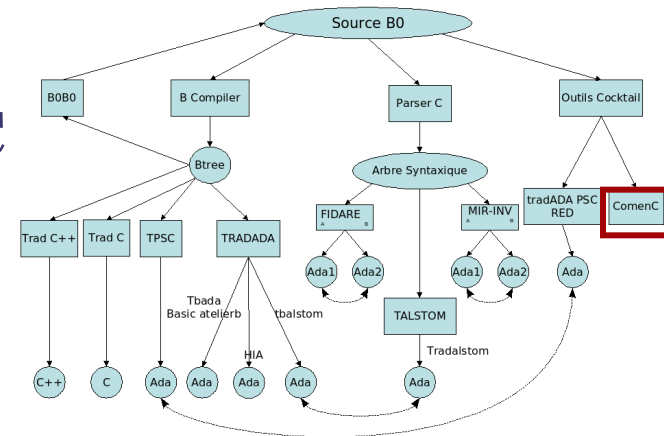 Source B0
B0B0
B Compiler
Parser C
Outils Cocktail
Btree
Arbre Syntaxique
FIDARE
A B
MIR-INV
A B
tradADA PSC
RED
ComenC
Trad C++
Trad C
TPSC
TRADADA
Ada1
Ada2
Ada1
Ada2
Ada
Tbada
Basic atelierb
tbalstom
TALSTOM
HIA
Tradalstom
C++
C
Ada
Ada
Ada
Ada
Ada